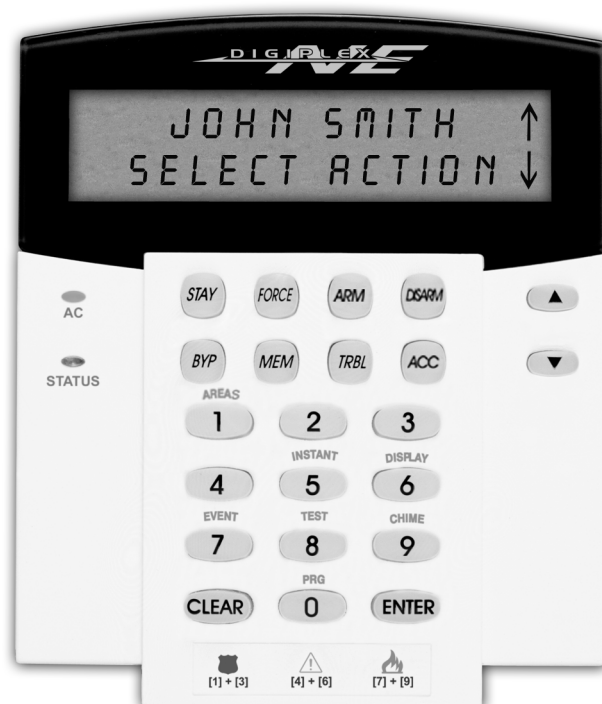 DIGIPLEX NE
JOHN SMITH ↑
SELECT ACTION ↓
AC
STATUS
STAY FORCE ARM DISARM
BYP MEM TRBL ACC
▲
▼
AREAS
1 2 3
INSTANT DISPLAY
4 5 6
EVENT TEST CHIME
7 8 9
PRG
CLEAR 0 ENTER
[1] + [3] [4] + [6] [7] + [9]